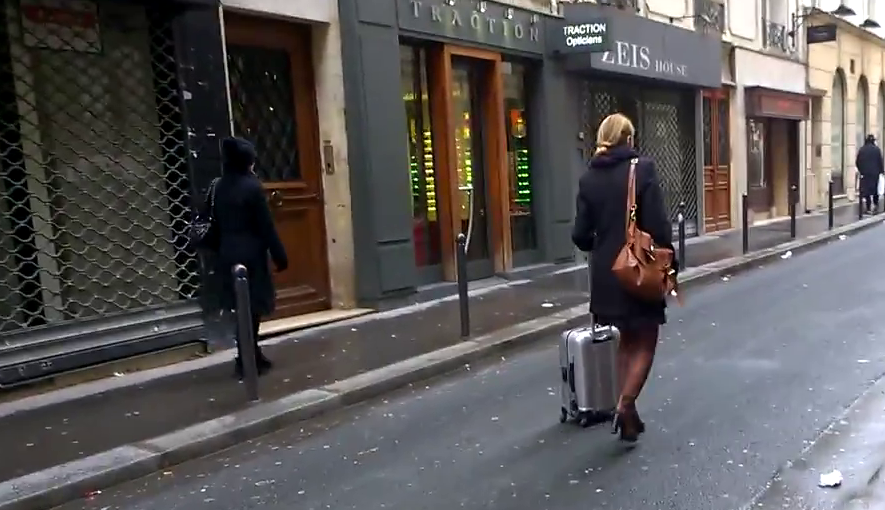 TRACTION
TRACTION
Opticiens
ZEIS HOUSE